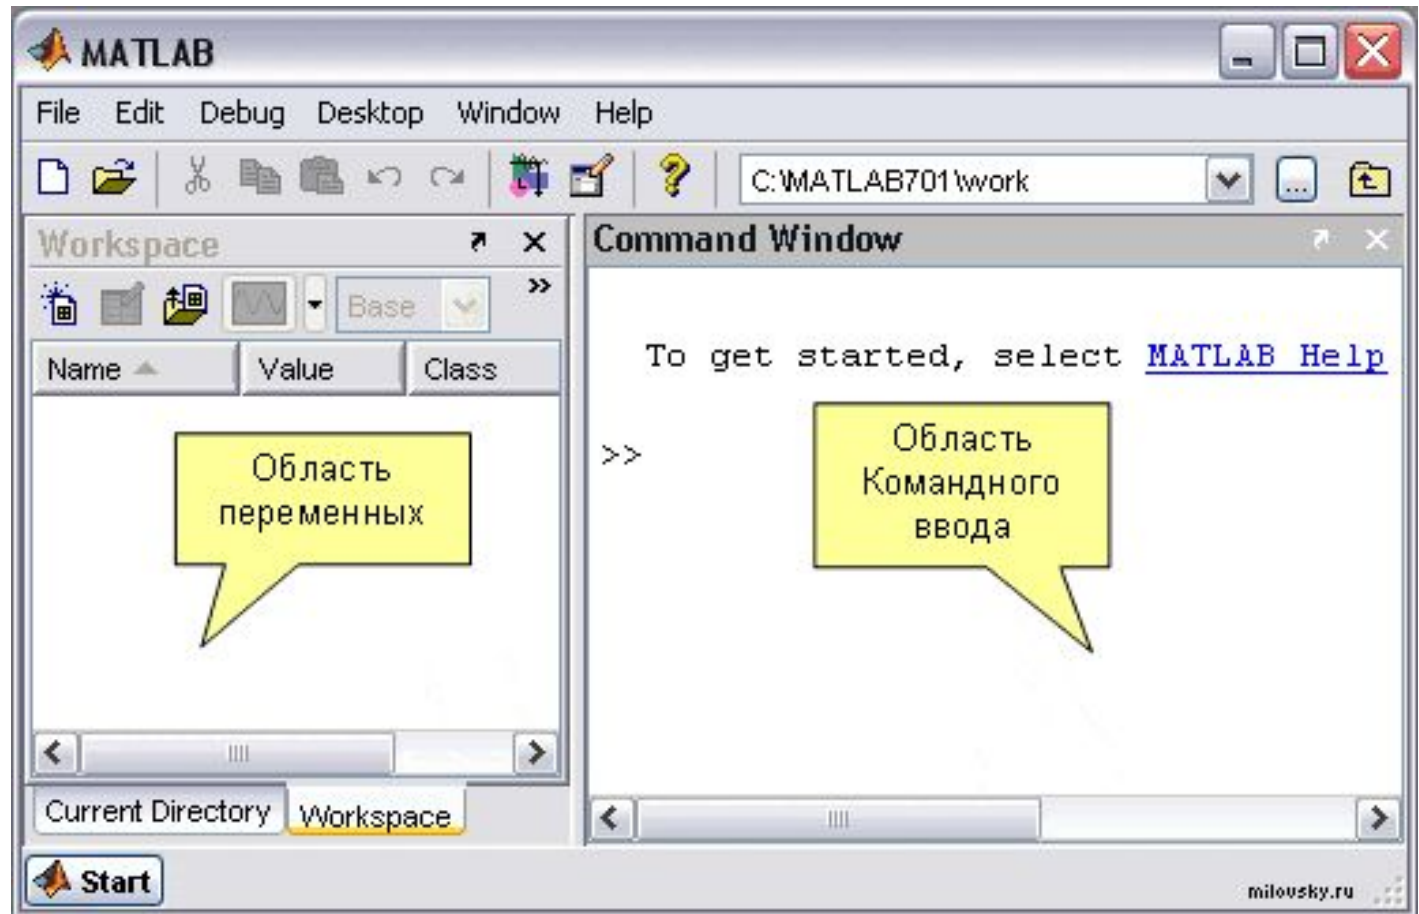 MATLAB
File Edit Debug Desktop Window Help
C:\MATLAB701\work
...
Workspace
Base
Name Value Class
Область
переменных
Current Directory Workspace
Command Window
To get started, select MATLAB Help
>>
Область
Командного
ввода
Start
milovsky.ru